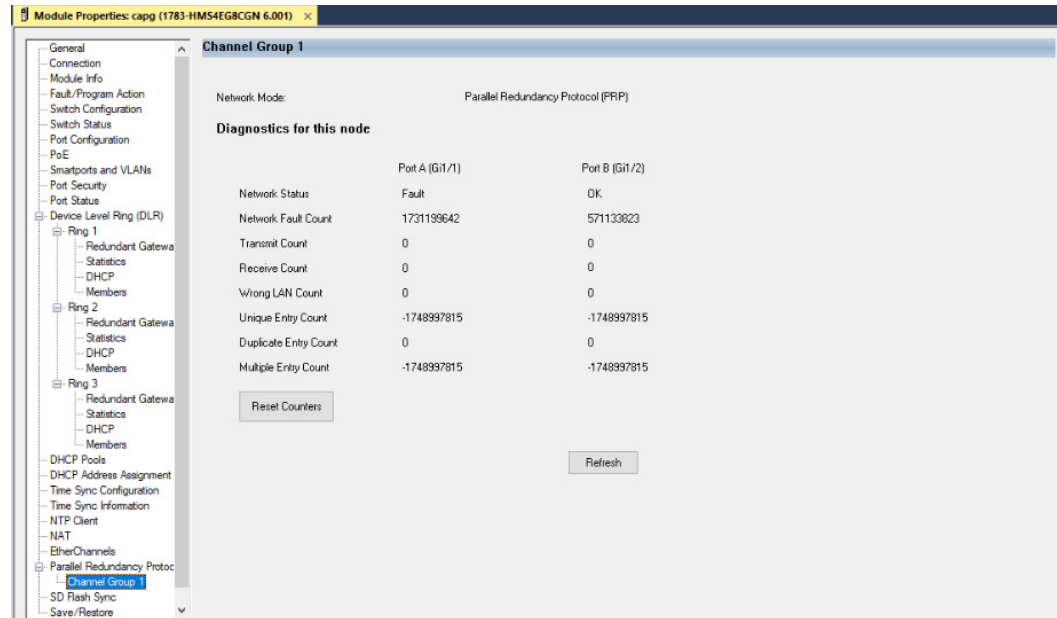 Module Properties: capg (1783-HMS4EG8CGN 6.001) ×
General
Connection
Module Info
Fault/Program Action
Switch Configuration
Switch Status
Port Configuration
PoE
Smartports and VLANs
Port Security
Port Status
Device Level Ring (DLR)
Ring 1
Redundant Gatewa
Statistics
DHCP
Members
Ring 2
Redundant Gatewa
Statistics
DHCP
Members
Ring 3
Redundant Gatewa
Statistics
DHCP
Members
DHCP Pools
DHCP Address Assignment
Time Sync Configuration
Time Sync Information
NTP Client
NAT
EtherChannels
Parallel Redundancy Protoc
Channel Group 1
SD Flash Sync
Save/Restore
Channel Group 1
Network Mode: Parallel Redundancy Protocol (PRP)
Diagnostics for this node
Port A (Gi1/1) Port B (Gi1/2)
Network Status Fault OK
Network Fault Count 1731199642 571133823
Transmit Count 0 0
Receive Count 0 0
Wrong LAN Count 0 0
Unique Entry Count -1748997815 -1748997815
Duplicate Entry Count 0 0
Multiple Entry Count -1748997815 -1748997815
Reset Counters
Refresh